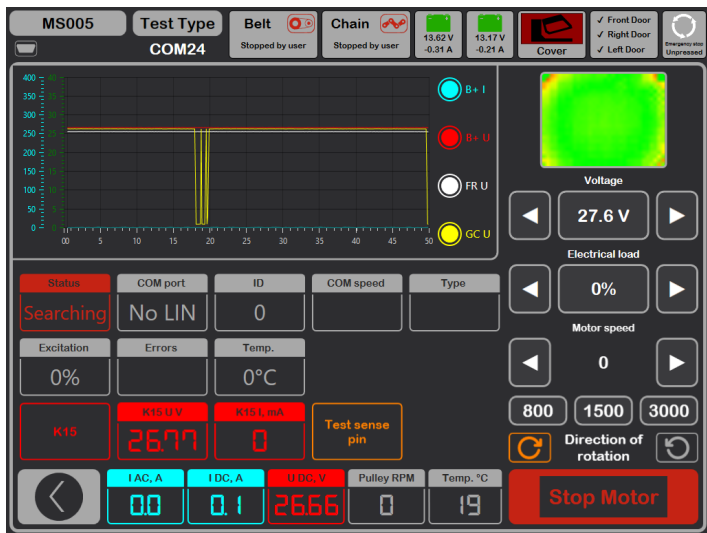 MS005
Test Type
COM24
Belt
Stopped by user
Chain
Stopped by user
13.62 V
-0.31 A
13.17 V
-0.21 A
Cover
✓ Front Door
✓ Right Door
✓ Left Door
Emergency stop
Unpressed
400
350
300
250
200
150
100
50
0
40
30
20
10
0
00 5 10 15 20 25 30 35 40 45 50
B+ I
B+ U
FR U
GC U
Voltage
27.6 V
Electrical load
0%
Motor speed
0
800 1500 3000
Direction of
rotation
Stop Motor
Status
Searching
COM port
No LIN
ID
0
COM speed
Type
Excitation
0%
Errors
Temp.
0°C
K15
K15 U V
26.77
K15 I, mA
0
Test sense
pin
I AC, A
0.0
I DC, A
0.1
U DC, V
26.66
Pulley RPM
0
Temp. °C
19